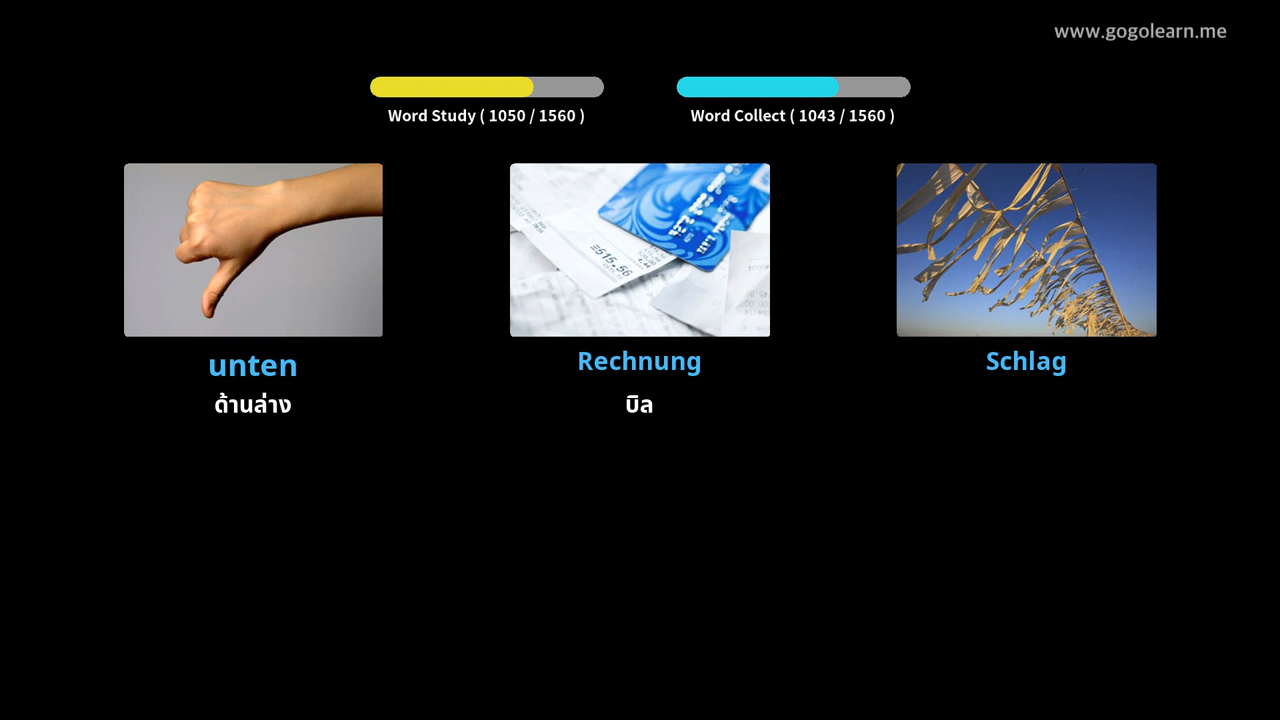 www.gogolearn.me
Word Study ( 1050 / 1560 )
Word Collect ( 1043 / 1560 )
unten
ด้านล่าง
Rechnung
บิล
Schlag